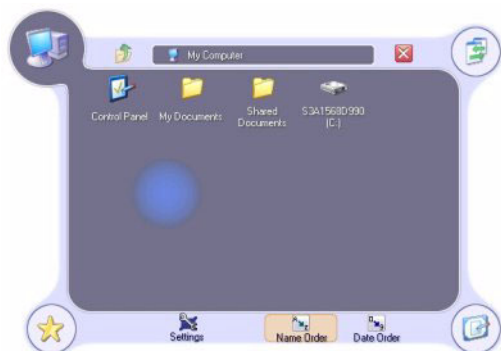 My Computer
Control Panel
My Documents
Shared
Documents
S3A1568D990
(C:)
Settings
Name Order
Date Order